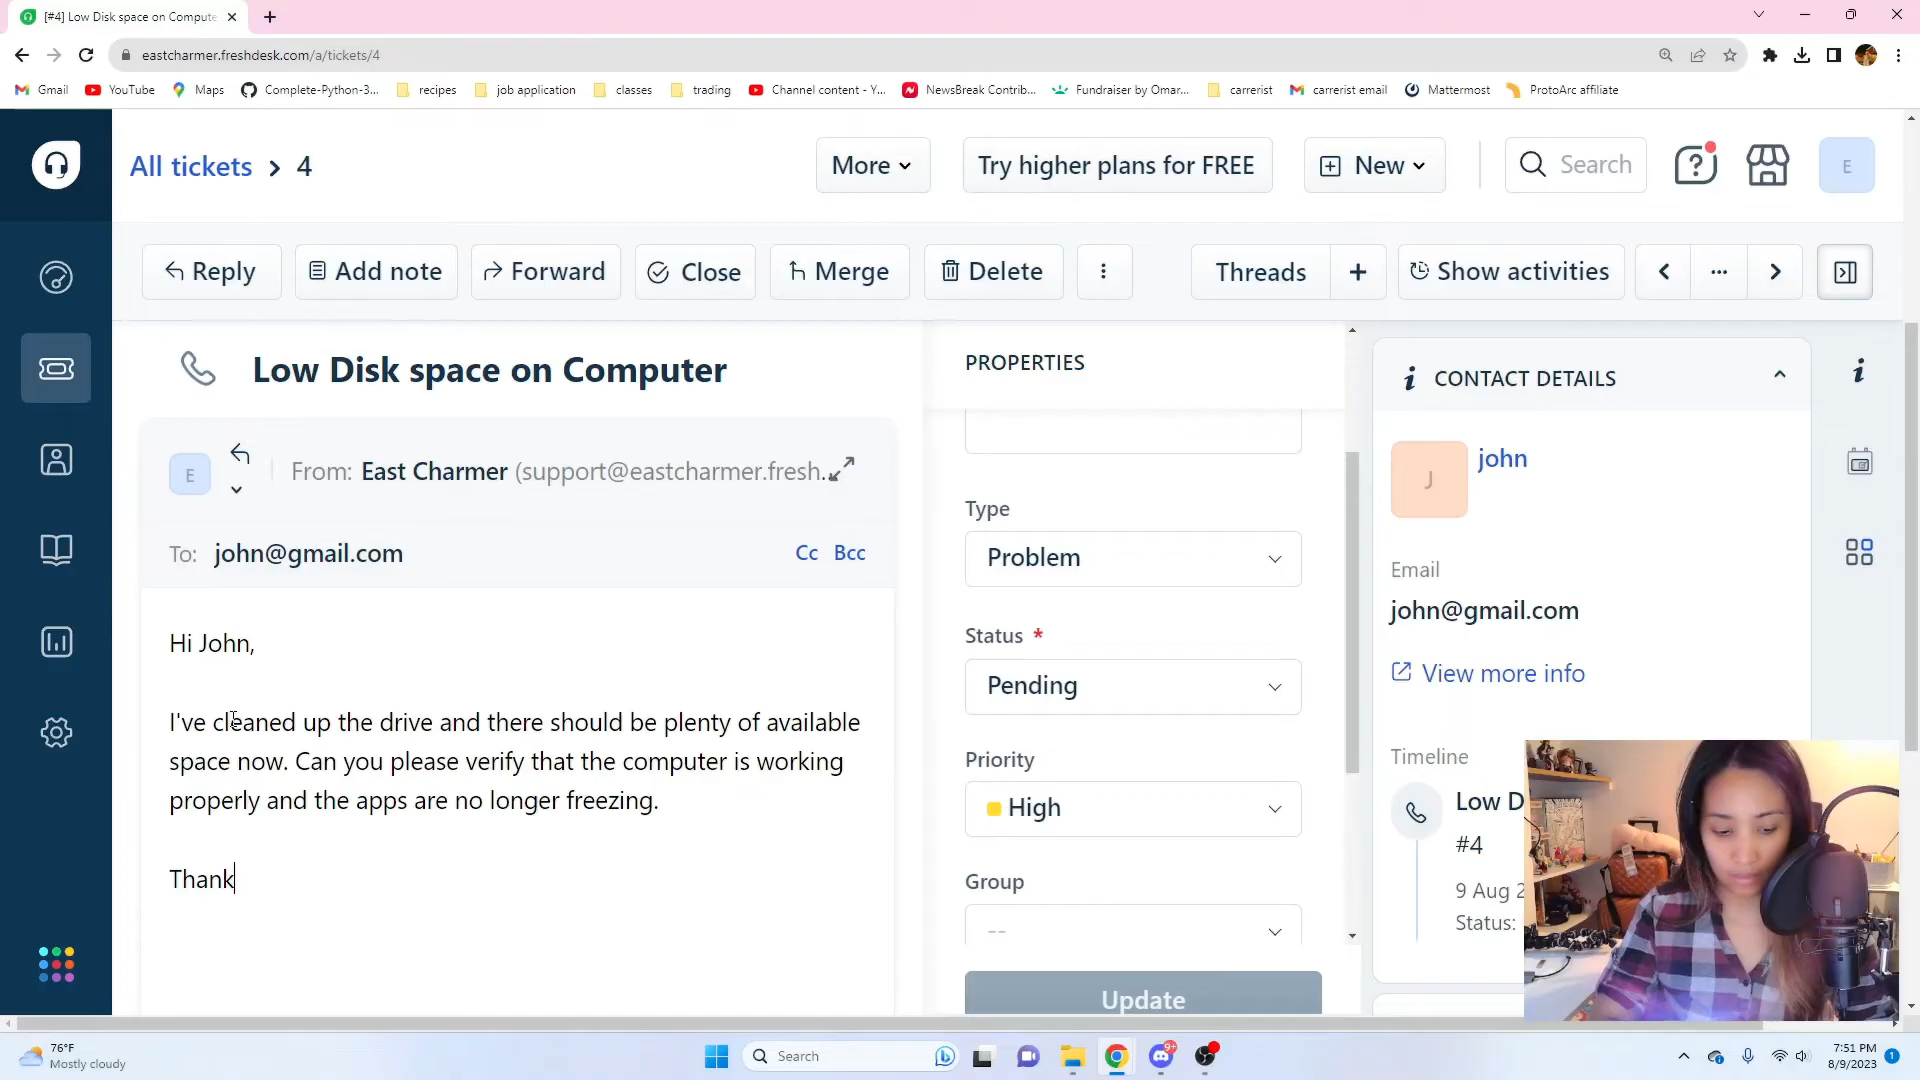 [#4] Low Disk space on Compute
eastcharmer.freshdesk.com/a/tickets/4
Gmail YouTube Maps Complete-Python-3... recipes job application classes trading Channel content - Y... NewsBreak Contrib... Fundraiser by Omar... carrerist carrerist email Mattermost ProtoArc affiliate
All tickets > 4
More
Try higher plans for FREE
New
Search
E
Reply
Add note
Forward
Close
Merge
Delete
Threads
Show activities
Low Disk space on Computer
E
From: East Charmer (support@eastcharmer.fresh...
To: john@gmail.com
Cc Bcc
Hi John,
I've cleaned up the drive and there should be plenty of available
space now. Can you please verify that the computer is working
properly and the apps are no longer freezing.
Thank
PROPERTIES
Type
Problem
Status *
Pending
Priority
High
Group
--
Update
CONTACT DETAILS
J
john
Email
john@gmail.com
View more info
Timeline
Low D
#4
9 Aug 2
Status:
76°F
Mostly cloudy
Search
9+
7:51 PM
8/9/2023
1